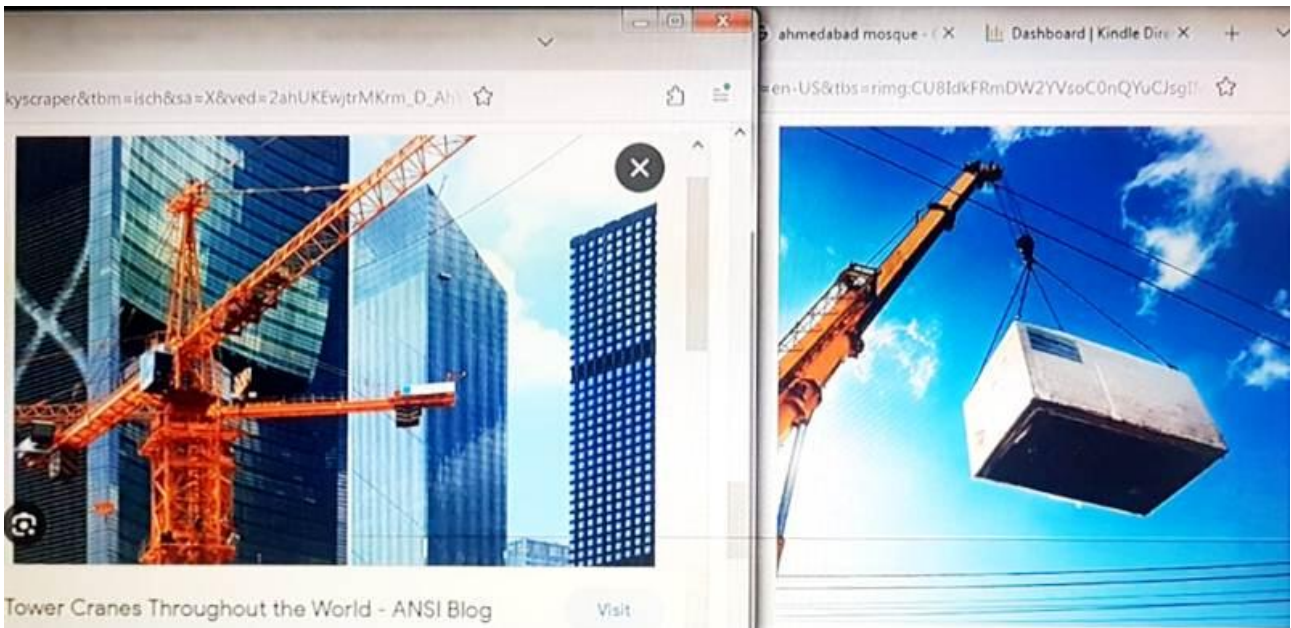 ahmedabad mosque - (
Dashboard | Kindle Dire
kyscraper&tbm=isch&sa=X&ved=2ahUKEwjtrMKrm_D_Ah
=en-US&tbs=rimg:CU8IdkFRmDW2YVsoC0nQYuCJsgI
Tower Cranes Throughout the World - ANSI Blog
Visit